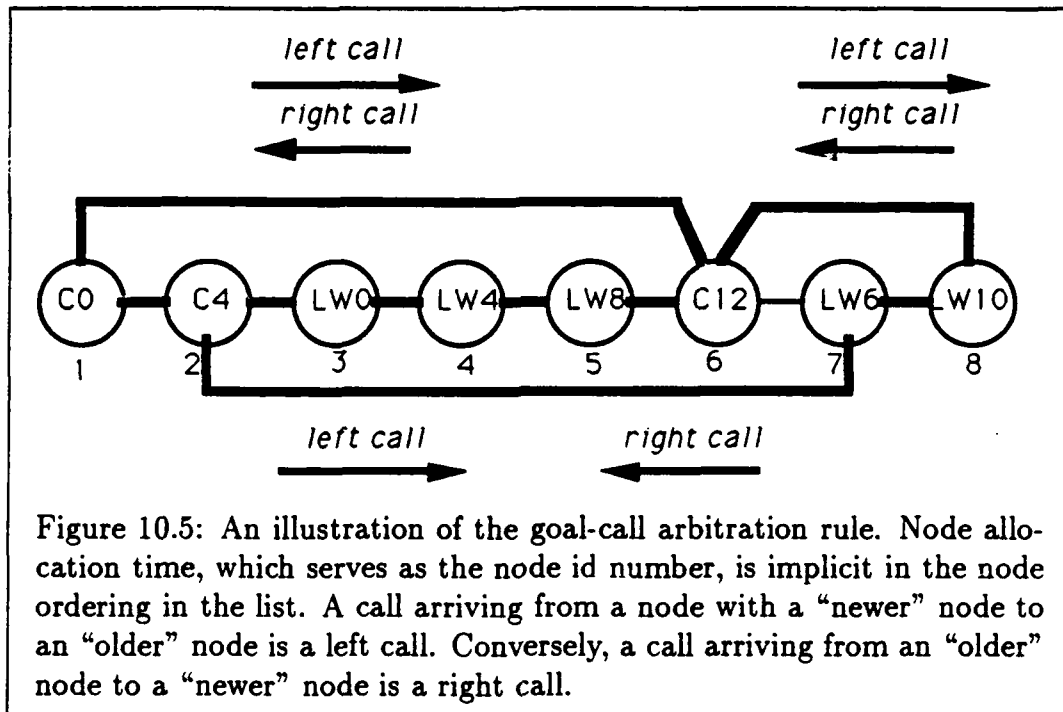 left call left call
right call right call
C0 C4 LW0 LW4 LW8 C12 LW6 LW10
1 2 3 4 5 6 7 8
left call right call
Figure 10.5: An illustration of the goal-call arbitration rule. Node allo-
cation time, which serves as the node id number, is implicit in the node
ordering in the list. A call arriving from a node with a “newer” node to
an “older” node is a left call. Conversely, a call arriving from an “older”
node to a “newer” node is a right call.